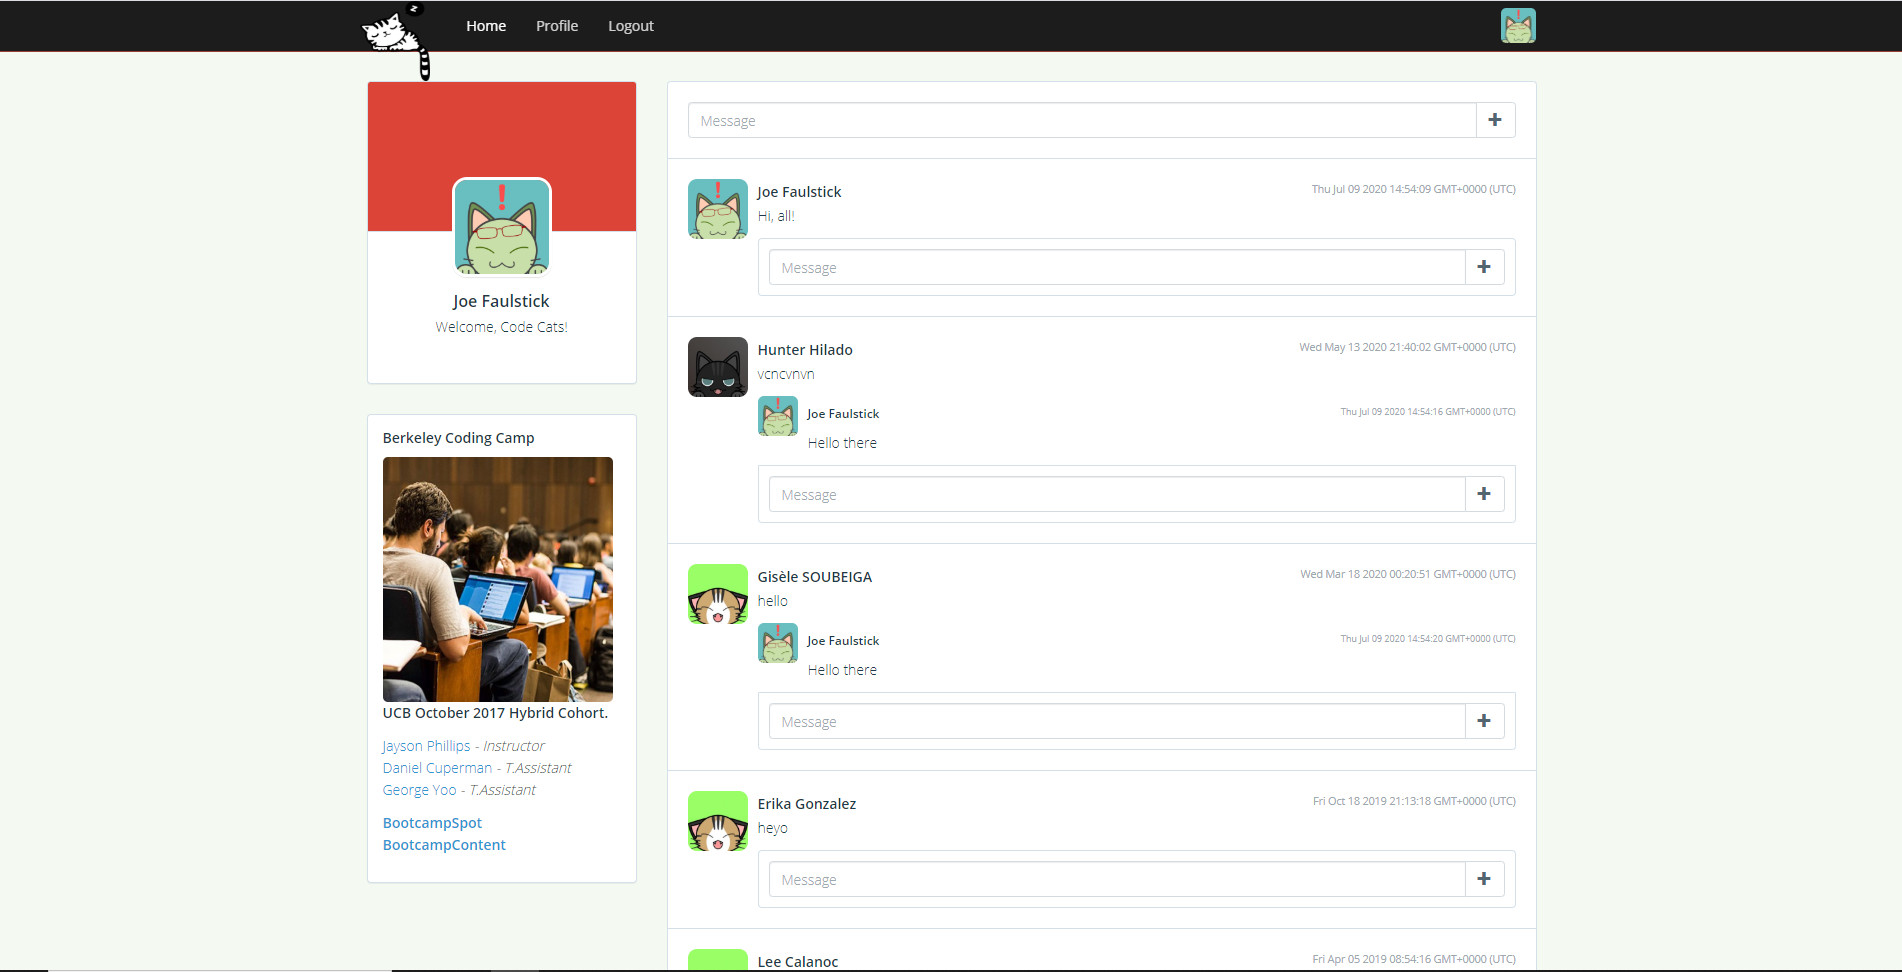 z
Home Profile Logout
Joe Faulstick
Welcome, Code Cats!
Berkeley Coding Camp
UCB October 2017 Hybrid Cohort.
Jayson Phillips - Instructor
Daniel Cuperman - T.Assistant
George Yoo - T.Assistant
BootcampSpot
BootcampContent
Message
Joe Faulstick Thu Jul 09 2020 14:54:09 GMT+0000 (UTC)
Hi, all!
Message
Hunter Hilado Wed May 13 2020 21:40:02 GMT+0000 (UTC)
vcncvnvn
Joe Faulstick Thu Jul 09 2020 14:54:16 GMT+0000 (UTC)
Hello there
Message
Gisèle SOUBEIGA Wed Mar 18 2020 00:20:51 GMT+0000 (UTC)
hello
Joe Faulstick Thu Jul 09 2020 14:54:20 GMT+0000 (UTC)
Hello there
Message
Erika Gonzalez Fri Oct 18 2019 21:13:18 GMT+0000 (UTC)
heyo
Message
Lee Calanoc Fri Apr 05 2019 08:54:16 GMT+0000 (UTC)